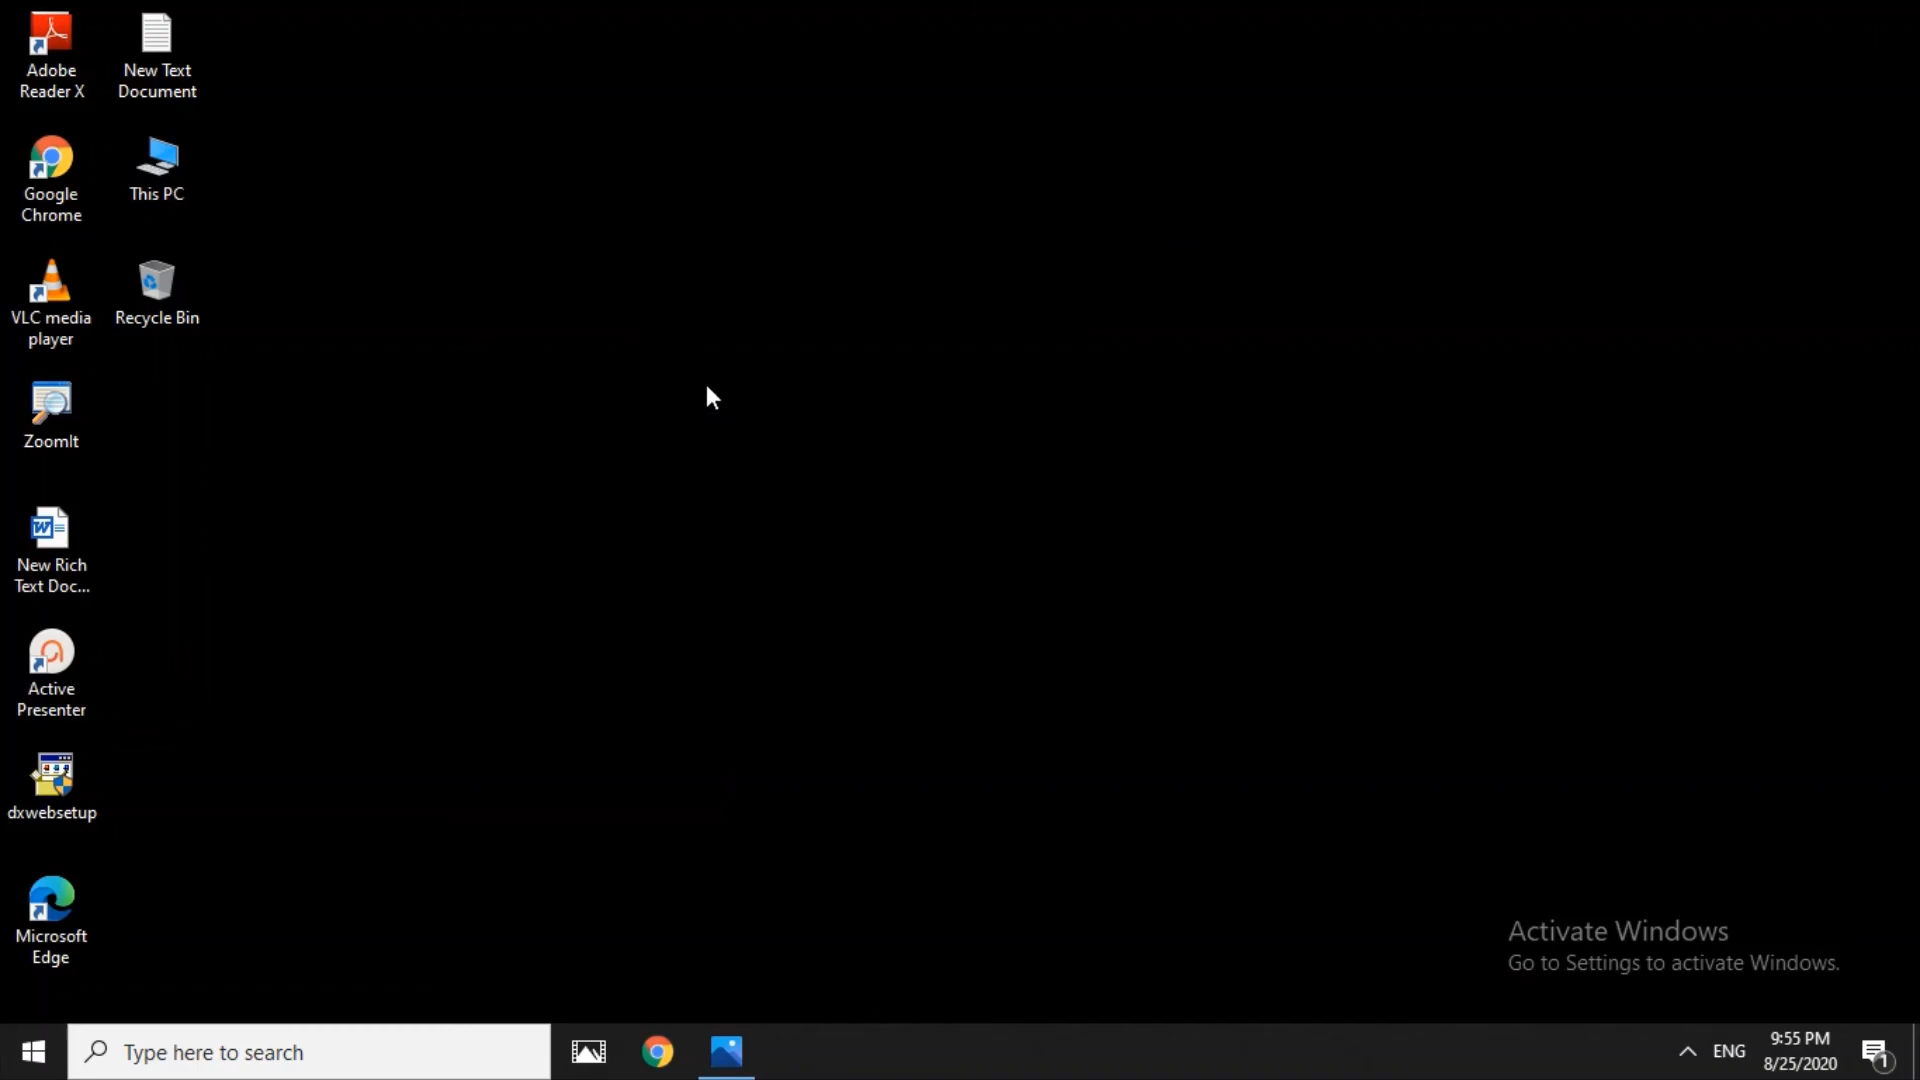 Adobe
Reader X
New Text
Document
Google
Chrome
This PC
VLC media
player
Recycle Bin
ZoomIt
New Rich
Text Doc...
Active
Presenter
dxwebsetup
Microsoft
Edge
Activate Windows
Go to Settings to activate Windows.
Type here to search
ENG
9:55 PM
8/25/2020
1